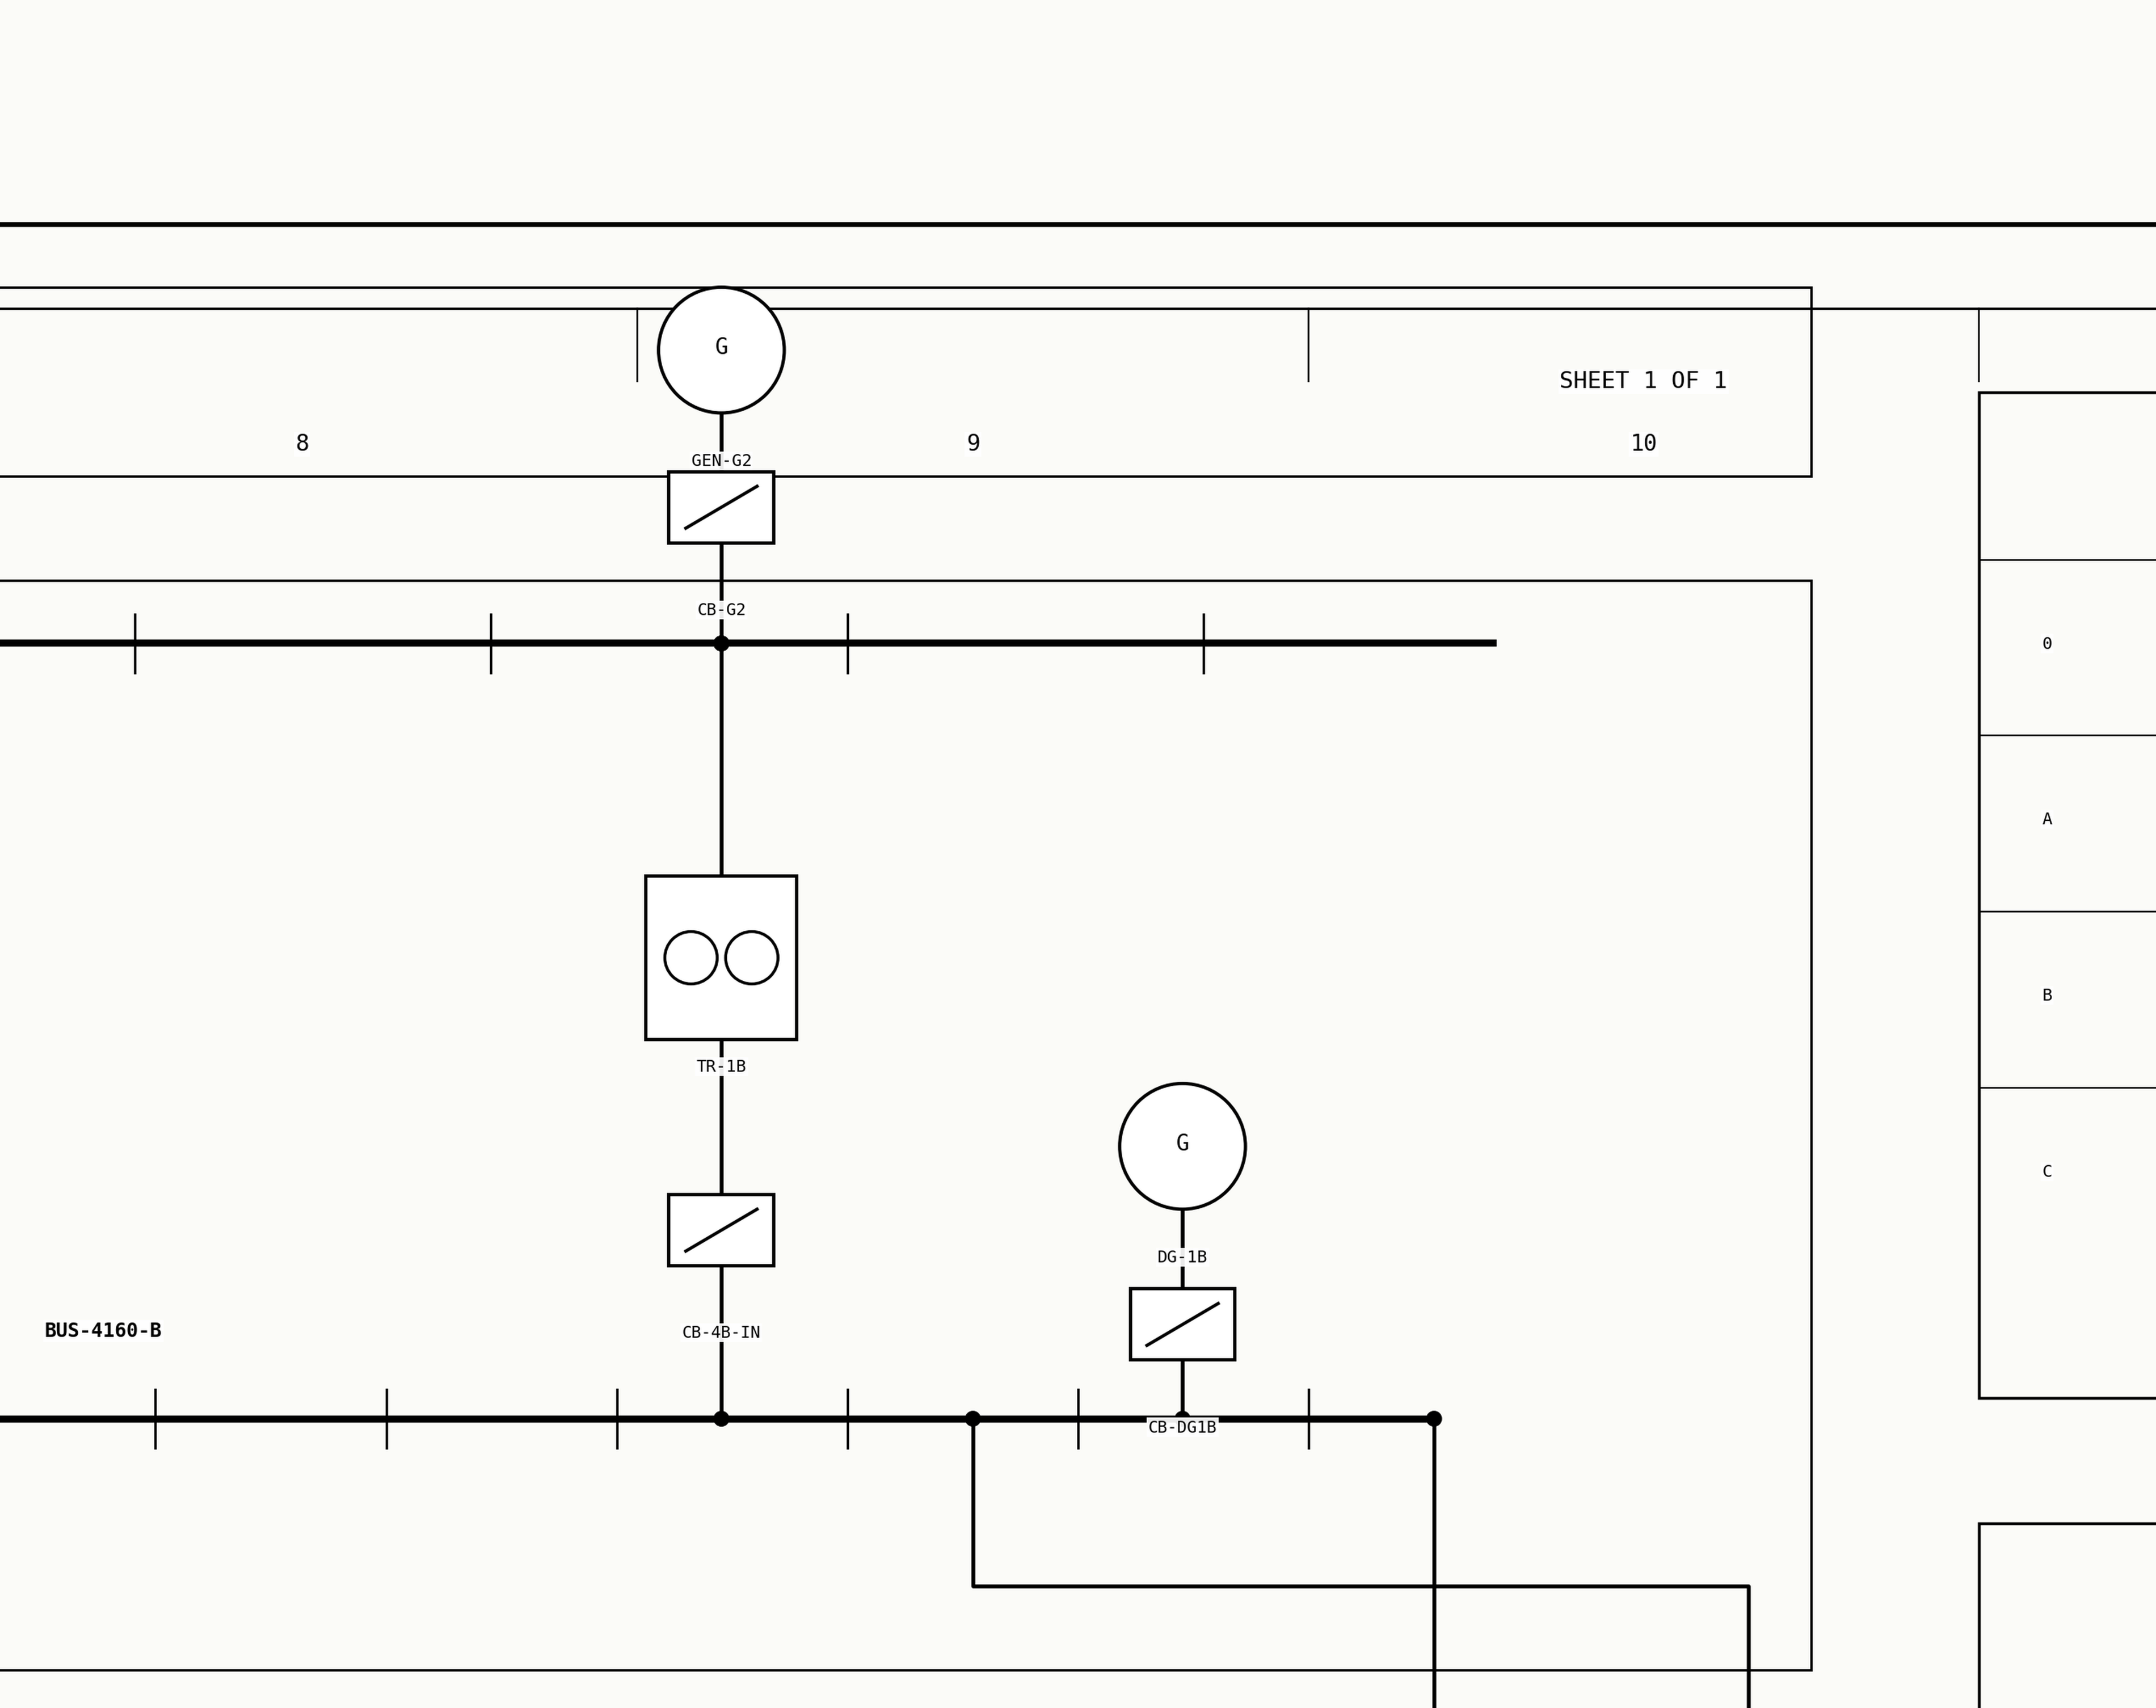 G
SHEET 1 OF 1
8
9
10
GEN-G2
CB-G2
0
A
B
TR-1B
G
C
DG-1B
BUS-4160-B
CB-4B-IN
CB-DG1B